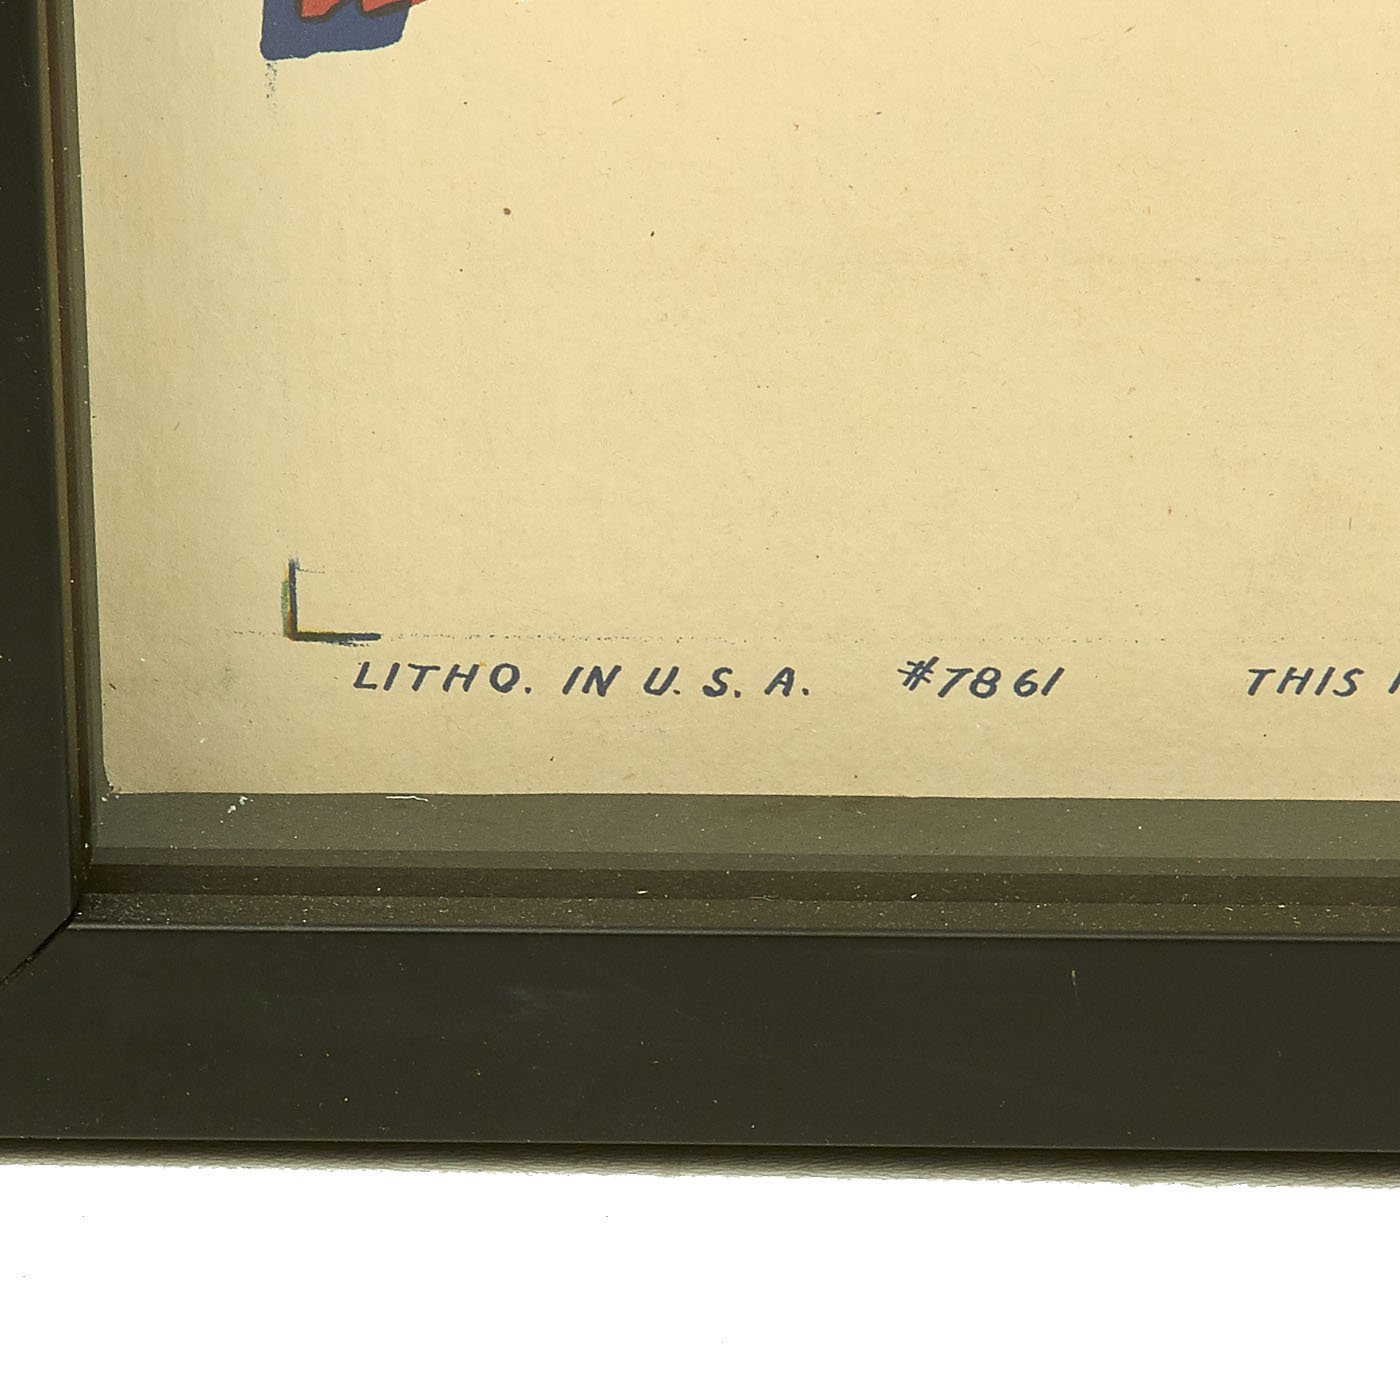 LITHO. IN U. S. A. #7861 THIS